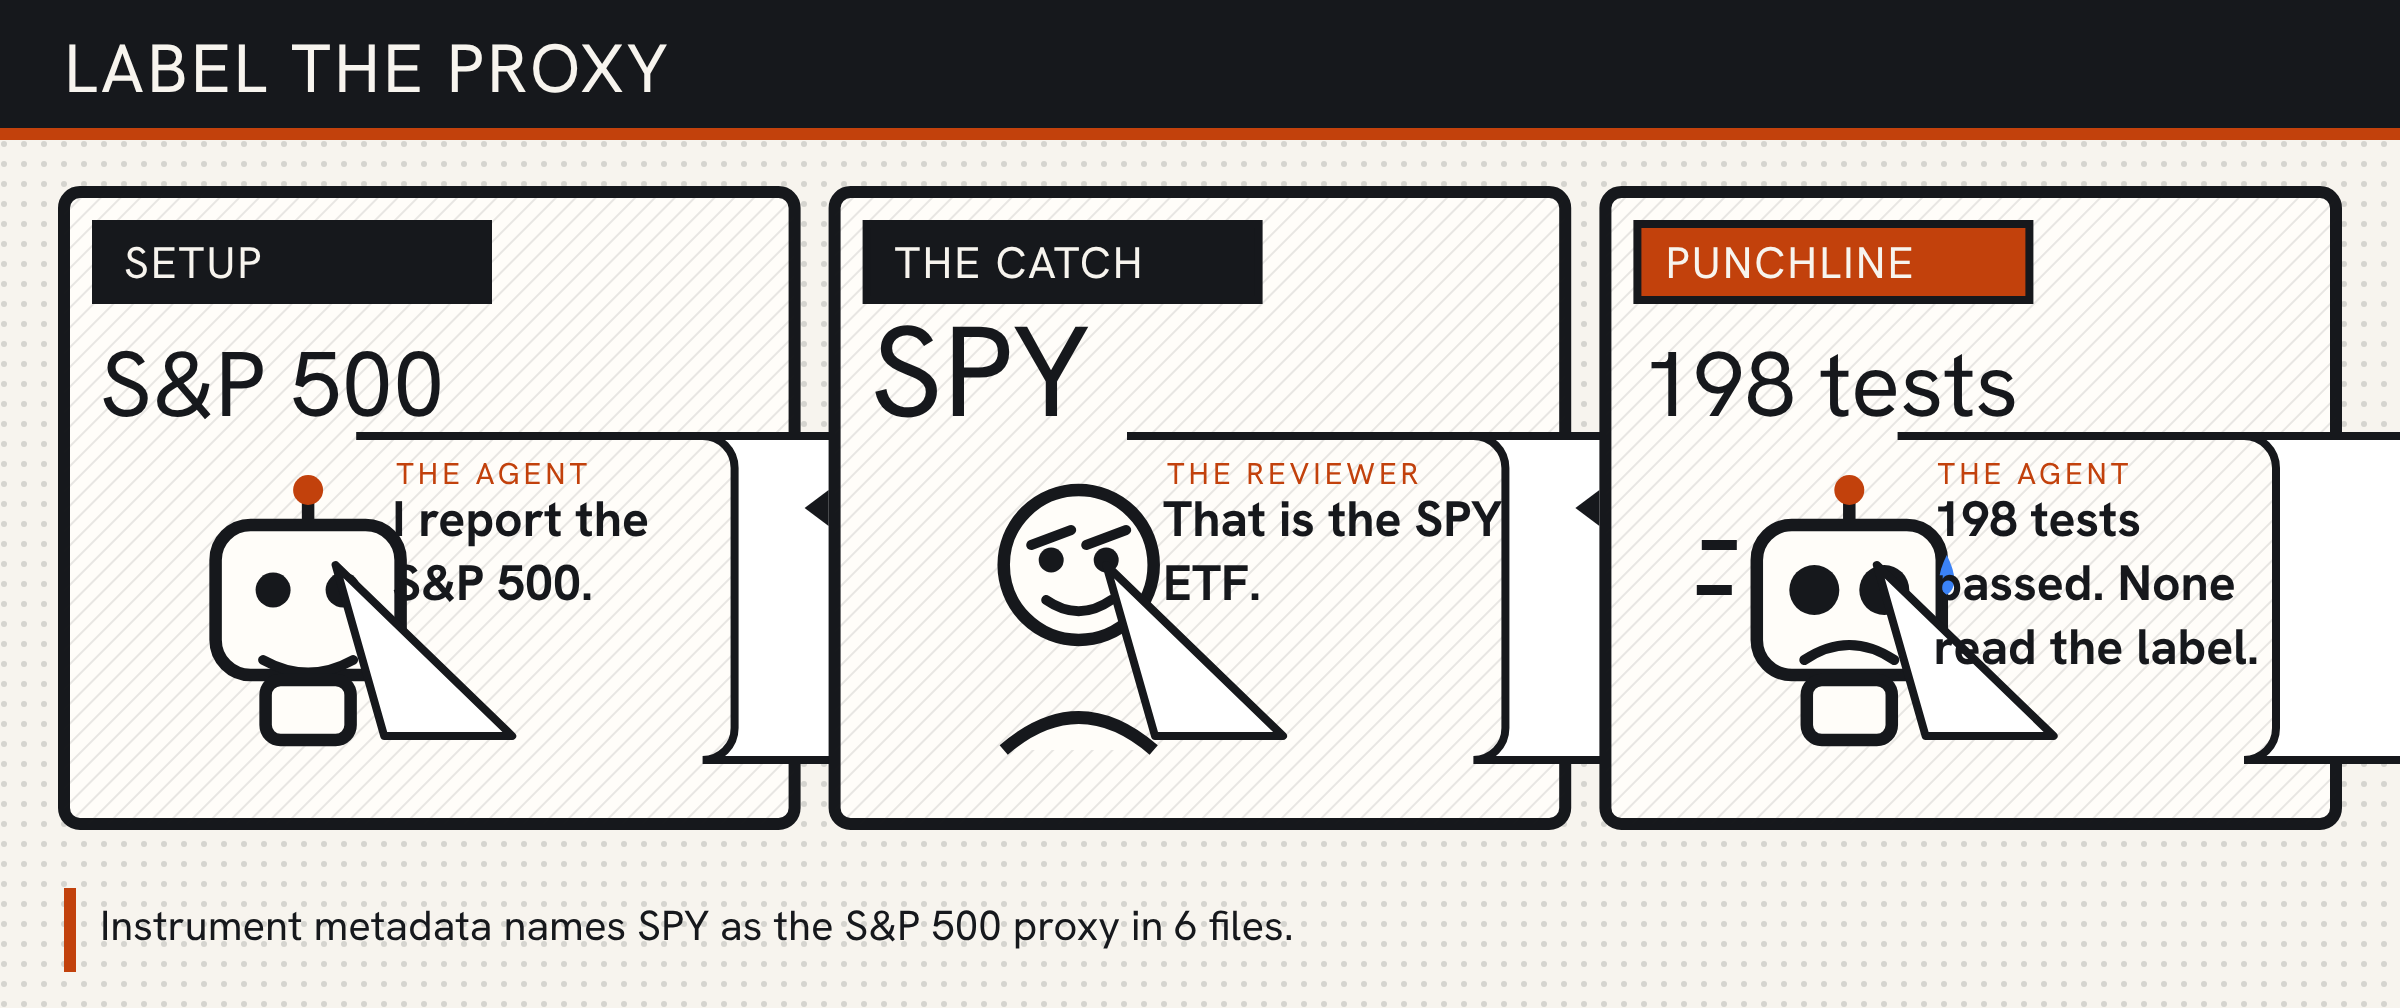 LABEL THE PROXY
SETUP
S&P 500
THE AGENT
I report the
S&P 500.
THE CATCH
SPY
THE REVIEWER
That is the SPY
ETF.
PUNCHLINE
198 tests
THE AGENT
198 tests
passed. None
read the label.
Instrument metadata names SPY as the S&P 500 proxy in 6 files.